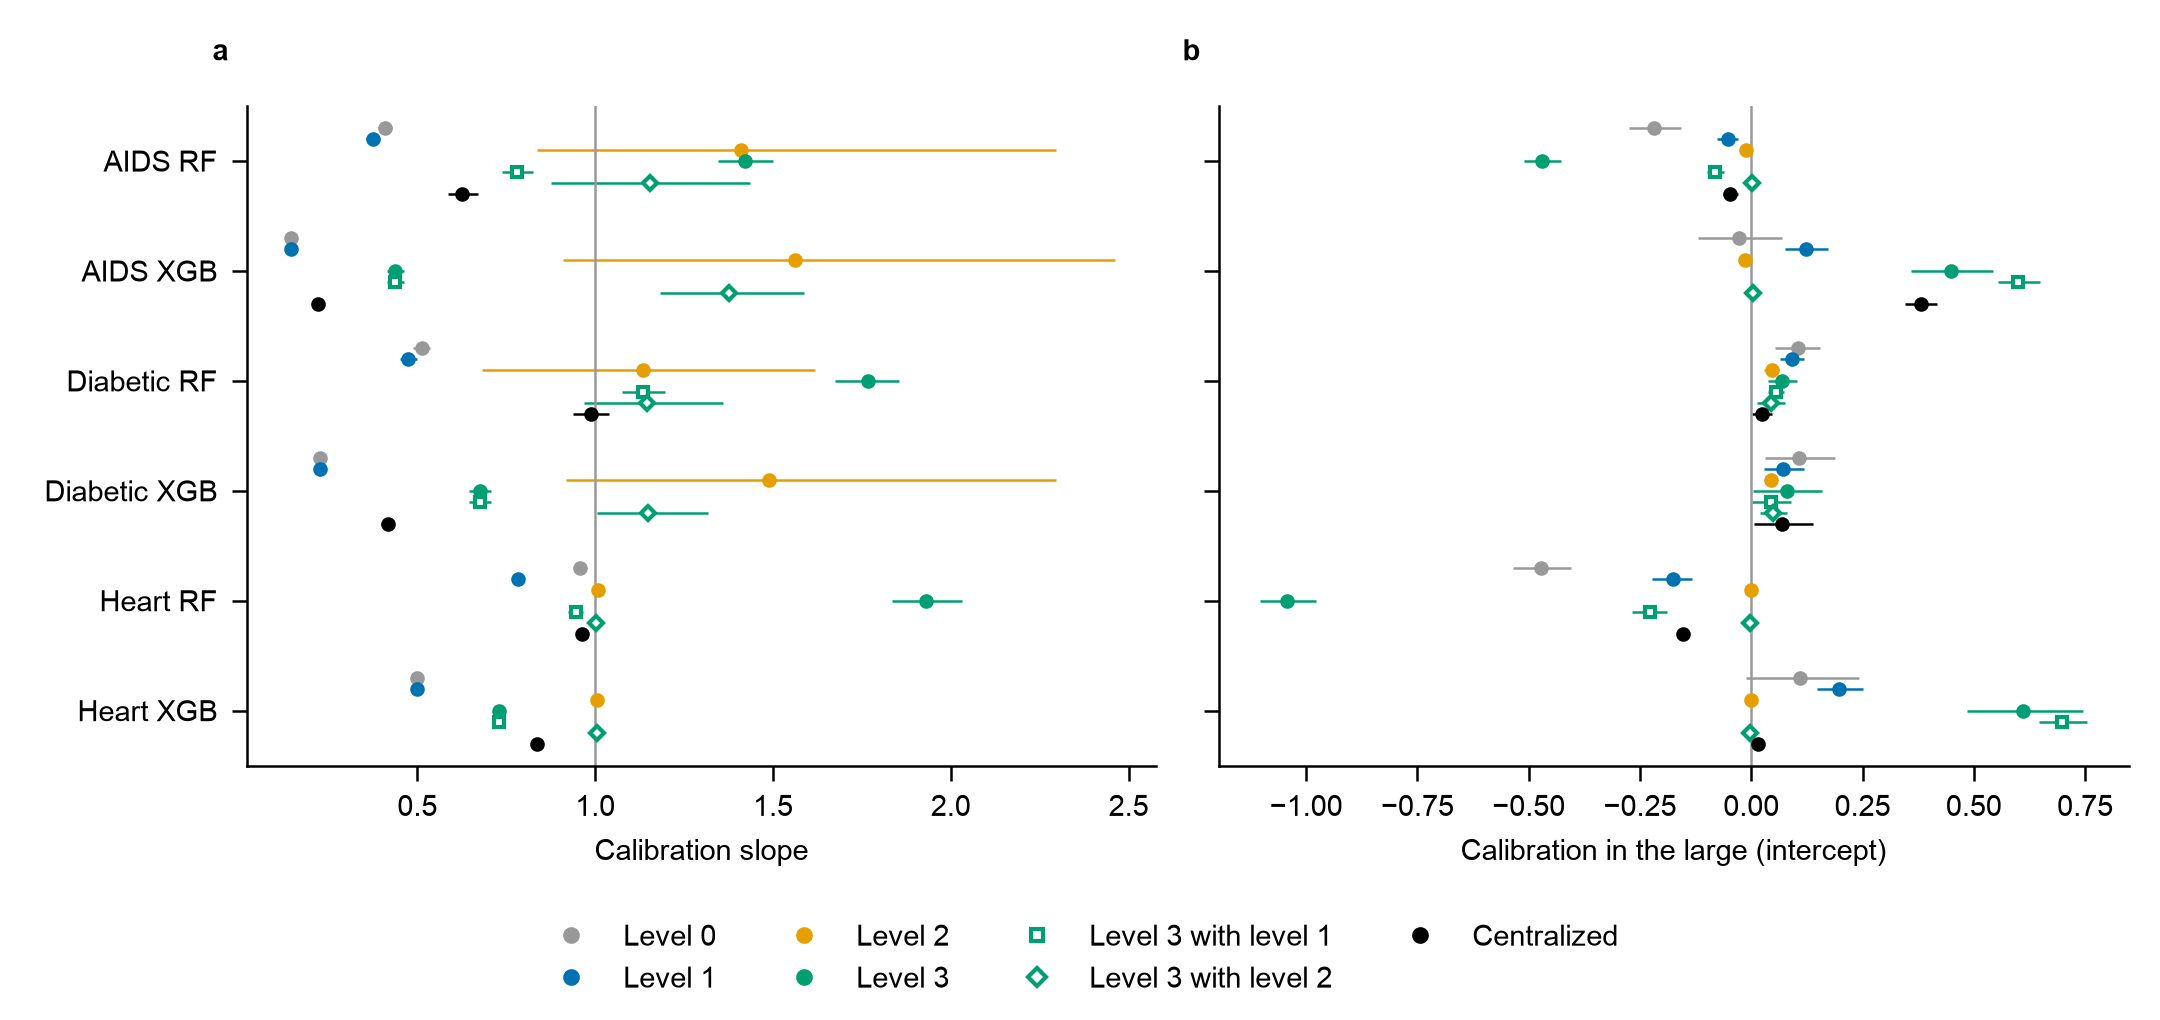 a
b
AIDS RF
AIDS XGB
Diabetic RF
Diabetic XGB
Heart RF
Heart XGB
0.5 1.0 1.5 2.0 2.5
−1.00 −0.75 −0.50 −0.25 0.00 0.25 0.50 0.75
Calibration slope
Calibration in the large (intercept)
Level 0 Level 2 Level 3 with level 1 Centralized
Level 1 Level 3 Level 3 with level 2